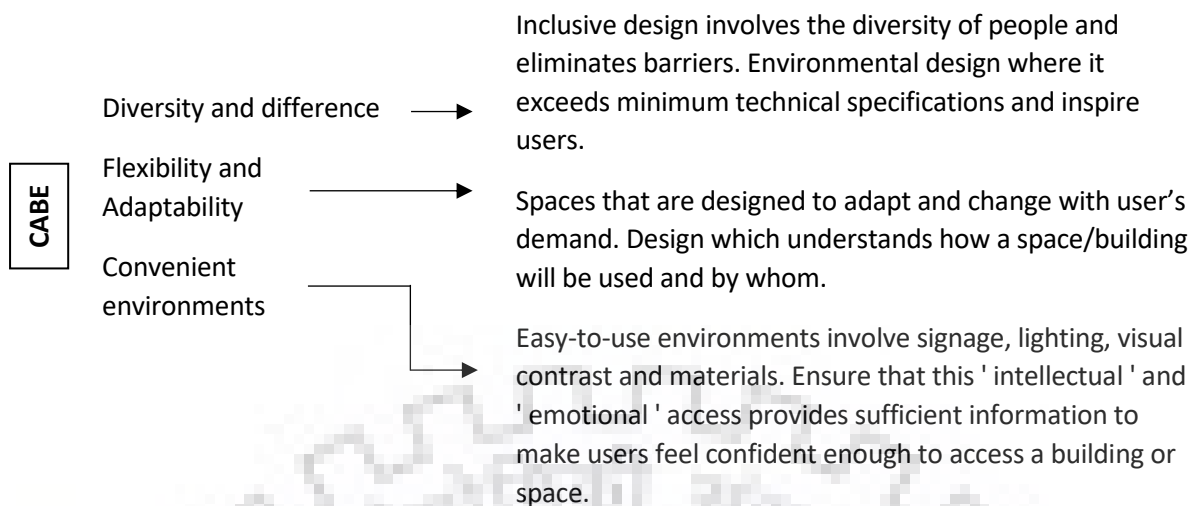 CABE
Diversity and difference
Inclusive design involves the diversity of people and
eliminates barriers. Environmental design where it
exceeds minimum technical specifications and inspire
users.
Flexibility and
Adaptability
Spaces that are designed to adapt and change with user’s
demand. Design which understands how a space/building
will be used and by whom.
Convenient
environments
Easy-to-use environments involve signage, lighting, visual
contrast and materials. Ensure that this ' intellectual ' and
' emotional ' access provides sufficient information to
make users feel confident enough to access a building or
space.